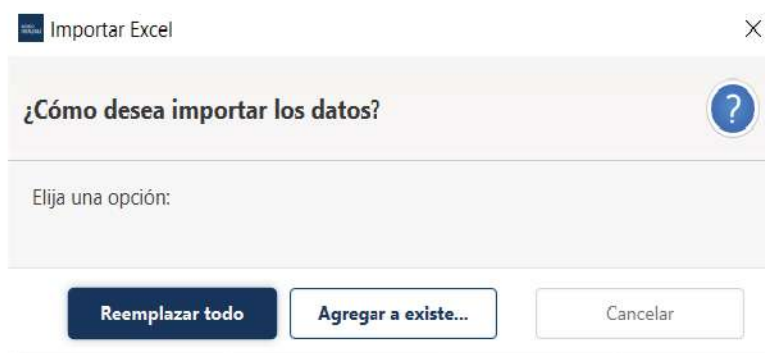 Importar Excel
¿Cómo desea importar los datos?
?
Elija una opción:
Reemplazar todo
Agregar a existe...
Cancelar